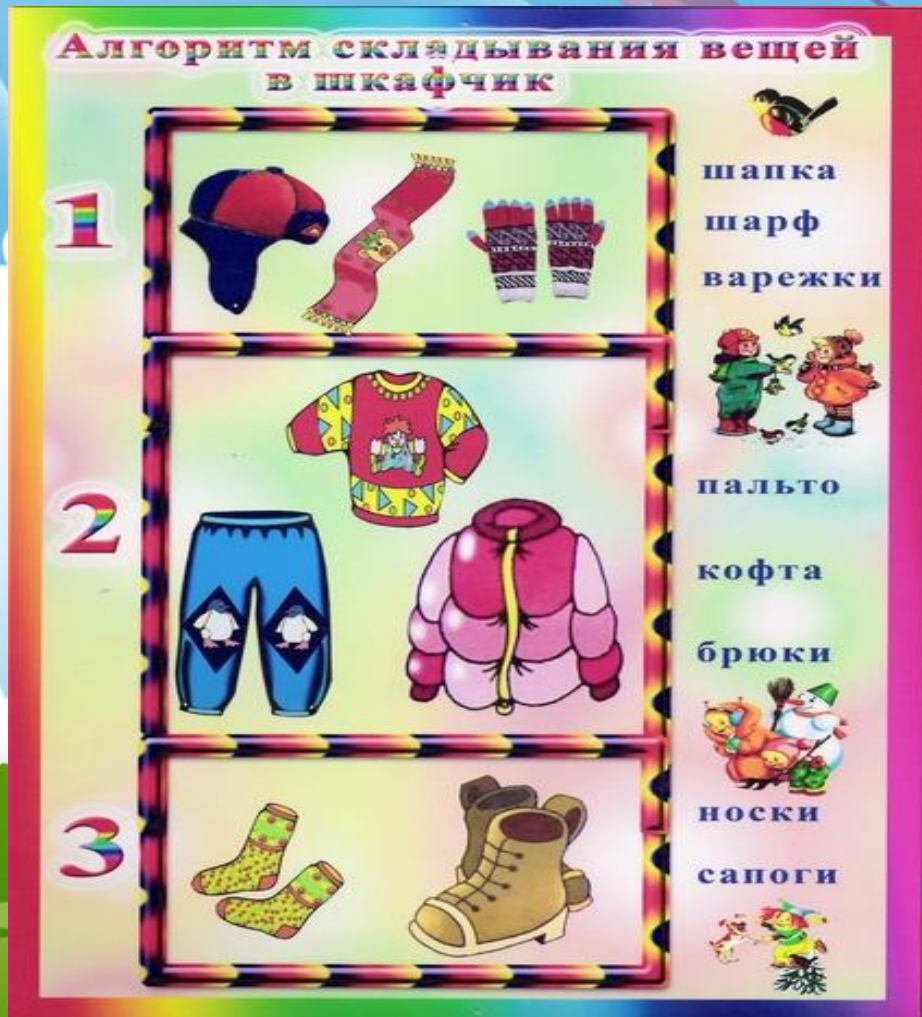 Алгоритм складывания вещей
в шкафчик
1
шапка
шарф
варежки
2
пальто
кофта
брюки
3
носки
сапоги